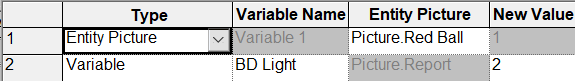 Type Variable Name Entity Picture New Value
1 Entity Picture Variable 1 Picture.Red Ball 1
2 Variable BD Light Picture.Report 2